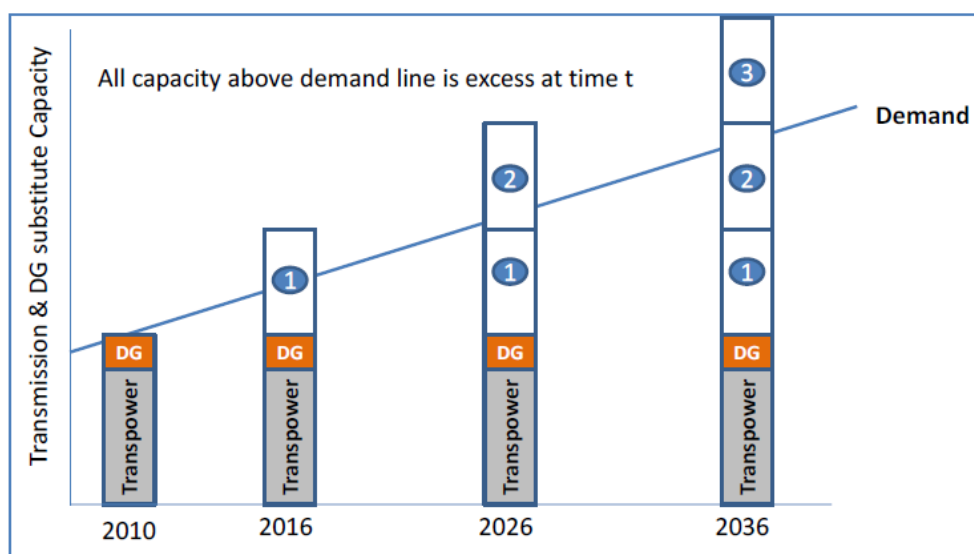 Transmission & DG substitute Capacity
All capacity above demand line is excess at time t
Demand
DG
Transpower
2010
1
DG
Transpower
2016
2
1
DG
Transpower
2026
3
2
1
DG
Transpower
2036